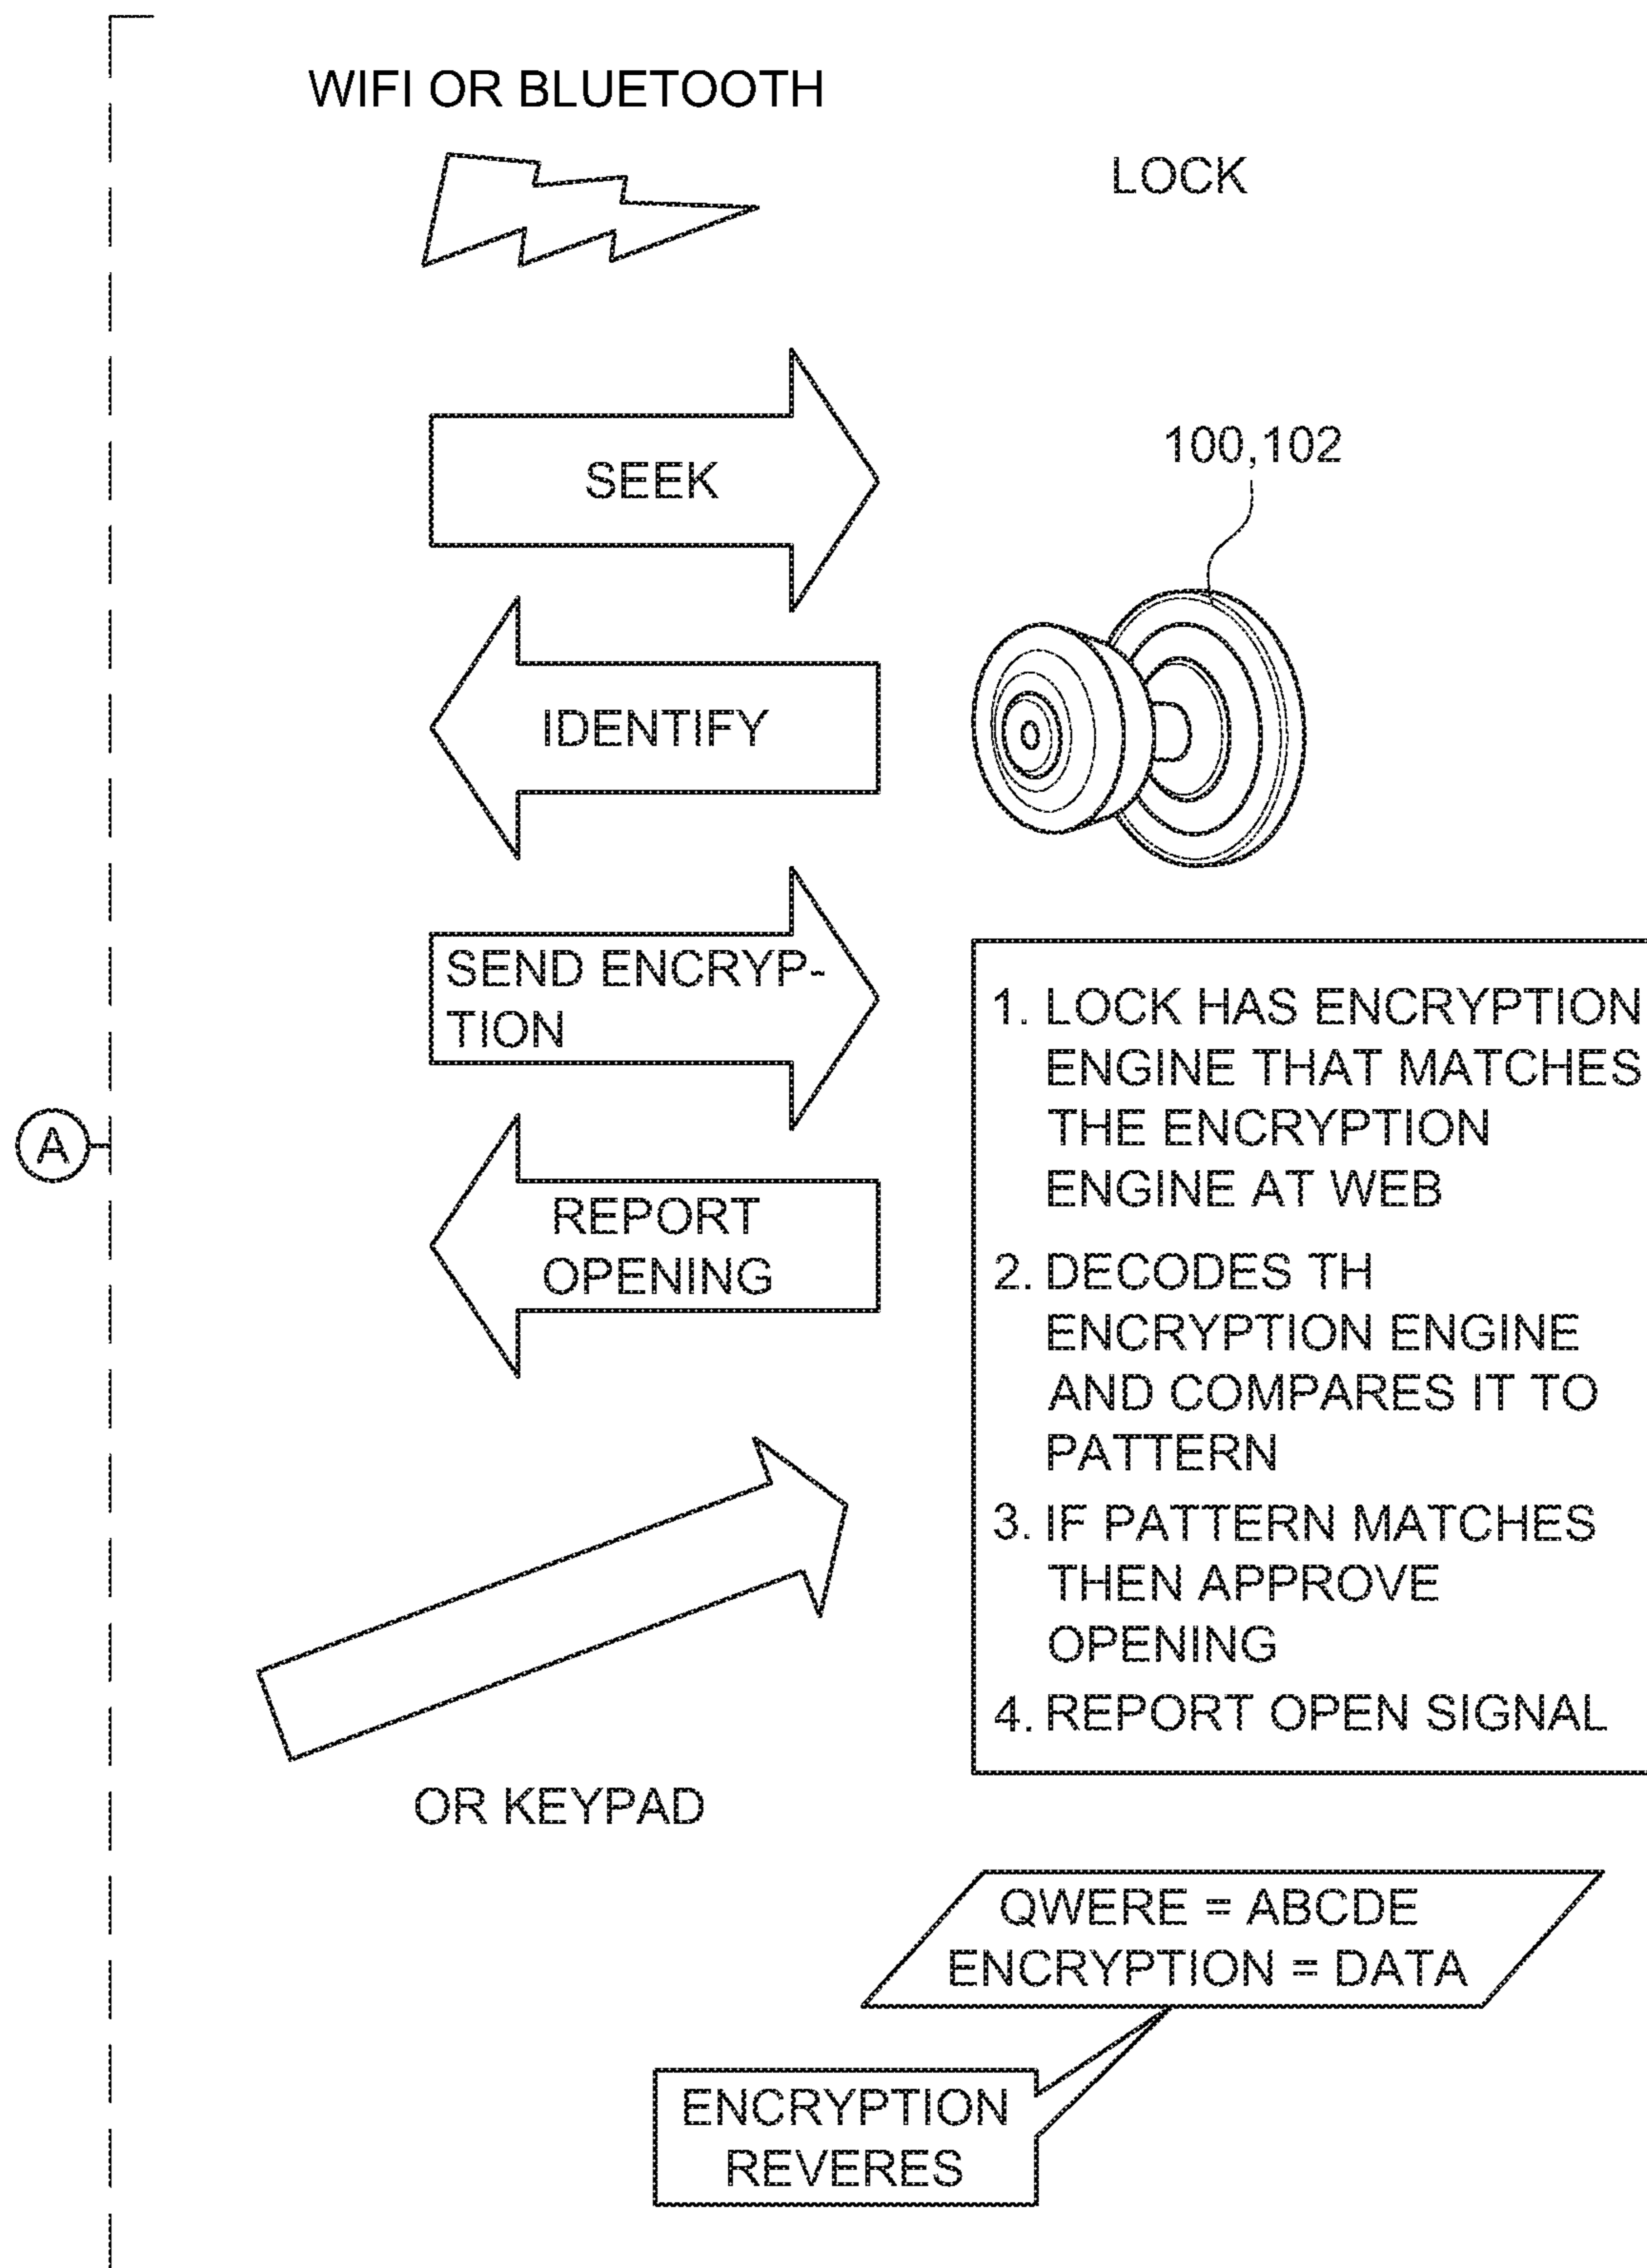 WIFI OR BLUETOOTH
LOCK
SEEK
100,102
IDENTIFY
SEND ENCRYP-
TION
REPORT
OPENING
A
1. LOCK HAS ENCRYPTION
ENGINE THAT MATCHES
THE ENCRYPTION
ENGINE AT WEB
2. DECODES TH
ENCRYPTION ENGINE
AND COMPARES IT TO
PATTERN
3. IF PATTERN MATCHES
THEN APPROVE
OPENING
4. REPORT OPEN SIGNAL
OR KEYPAD
QWERE = ABCDE
ENCRYPTION = DATA
ENCRYPTION
REVERES